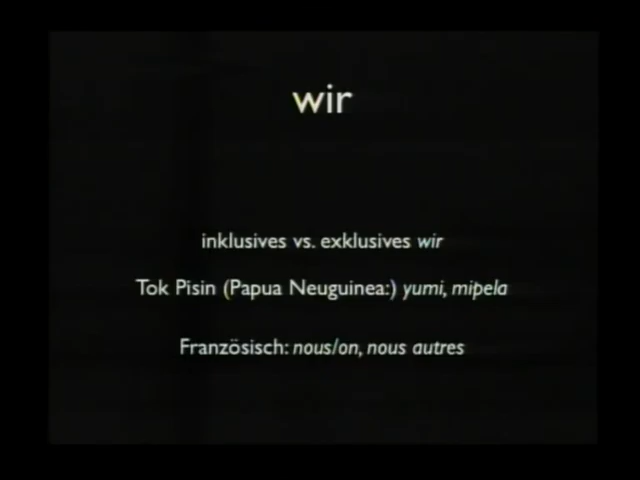 wir
inklusives vs. exklusives wir
Tok Pisin (Papua Neuguinea:) yumi, mipela
Französisch: nous/on, nous autres